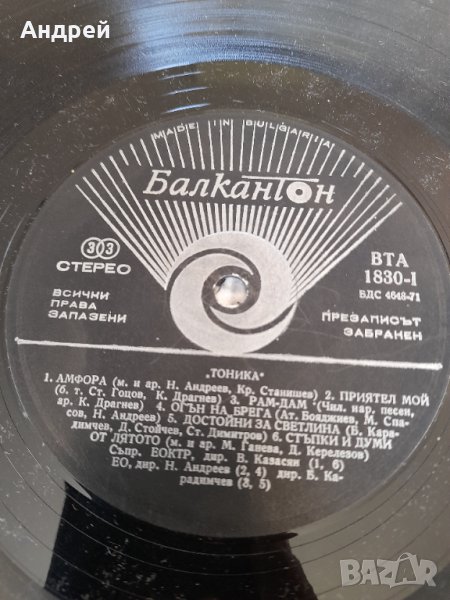 Андрей
MADE IN BULGARIA
Балкантон
33
СТЕРЕО
ВСИЧКИ
ПРАВА
ЗАПАЗЕНИ
ВТА
1830-I
БДС 4648-71
ПРЕЗАПИСЪТ
ЗАБРАНЕН
„ТОНИКА“
1. АМФОРА (м. и ар. Н. Андреев, Кр. Станишев) 2. ПРИЯТЕЛ МОЙ
(б. т. Ст. Гоцов, К. Драгнев) 3. РАМ-ДАМ (Чил. нар. песен,
ар. К. Драгнев) 4. ОГЪН НА БРЕГА (Ат. Бояджиев, М. Спа-
сов, Н. Андреев) 5. ДОСТОЙНИ ЗА СВЕТЛИНА (Б. Кара-
димчев, Д. Стойчев, Ст. Димитров) 6. СТЪПКИ И ДУМИ
ОТ ЛЯТОТО (м. и ар. М. Ганева, Д. Керелезов)
Съпр. ЕОКТР, дир. В. Казасян (1, 6)
ЕО, дир. Н. Андреев (2, 4) дир. Б. Ка-
радимчев (3, 5)
BAZAR